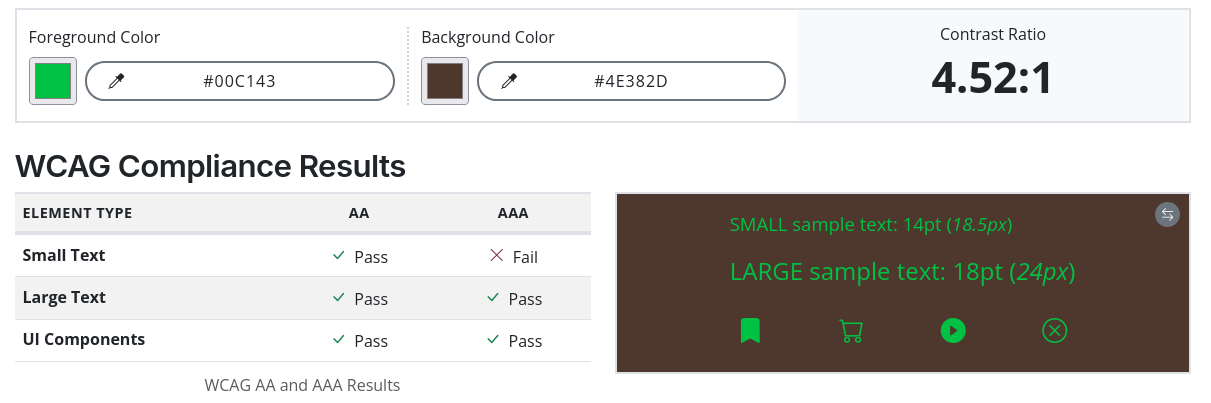 Foreground Color
#00C143
Background Color
#4E382D
Contrast Ratio
4.52:1
WCAG Compliance Results
ELEMENT TYPE AA AAA
Small Text Pass Fail
Large Text Pass Pass
UI Components Pass Pass
WCAG AA and AAA Results
SMALL sample text: 14pt (18.5px)
LARGE sample text: 18pt (24px)